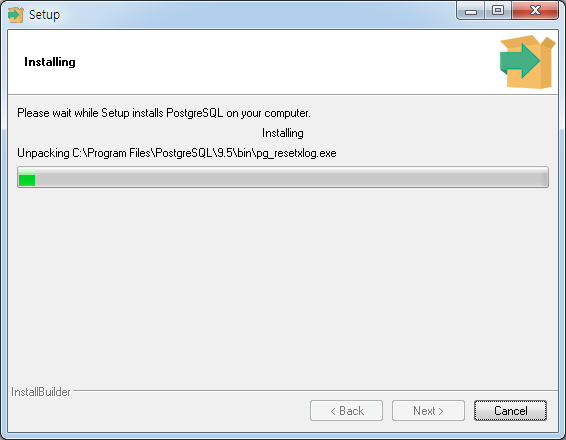 Setup
Installing
Please wait while Setup installs PostgreSQL on your computer.
Installing
Unpacking C:\Program Files\PostgreSQL\9.5\bin\pg_resetxlog.exe
InstallBuilder
< Back
Next >
Cancel